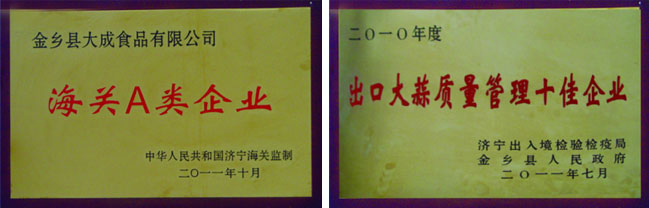 金乡县大成食品有限公司
海关A类企业
中华人民共和国济宁海关监制
二〇一一年十月
二〇一〇年度
出口大蒜质量管理十佳企业
济宁出入境检验检疫局
金乡县人民政府
二〇一一年七月